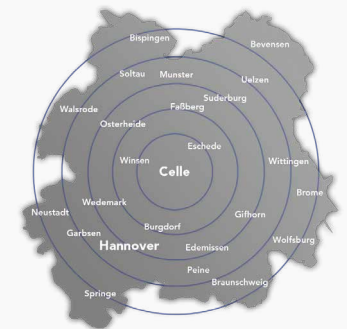 Bispingen
Bevensen
Soltau
Munster
Uelzen
Suderburg
Walsrode
Faßberg
Osterheide
Eschede
Winsen
Wittingen
Celle
Brome
Wedemark
Neustadt
Gifhorn
Burgdorf
Garbsen
Wolfsburg
Hannover
Edemissen
Peine
Braunschweig
Springe